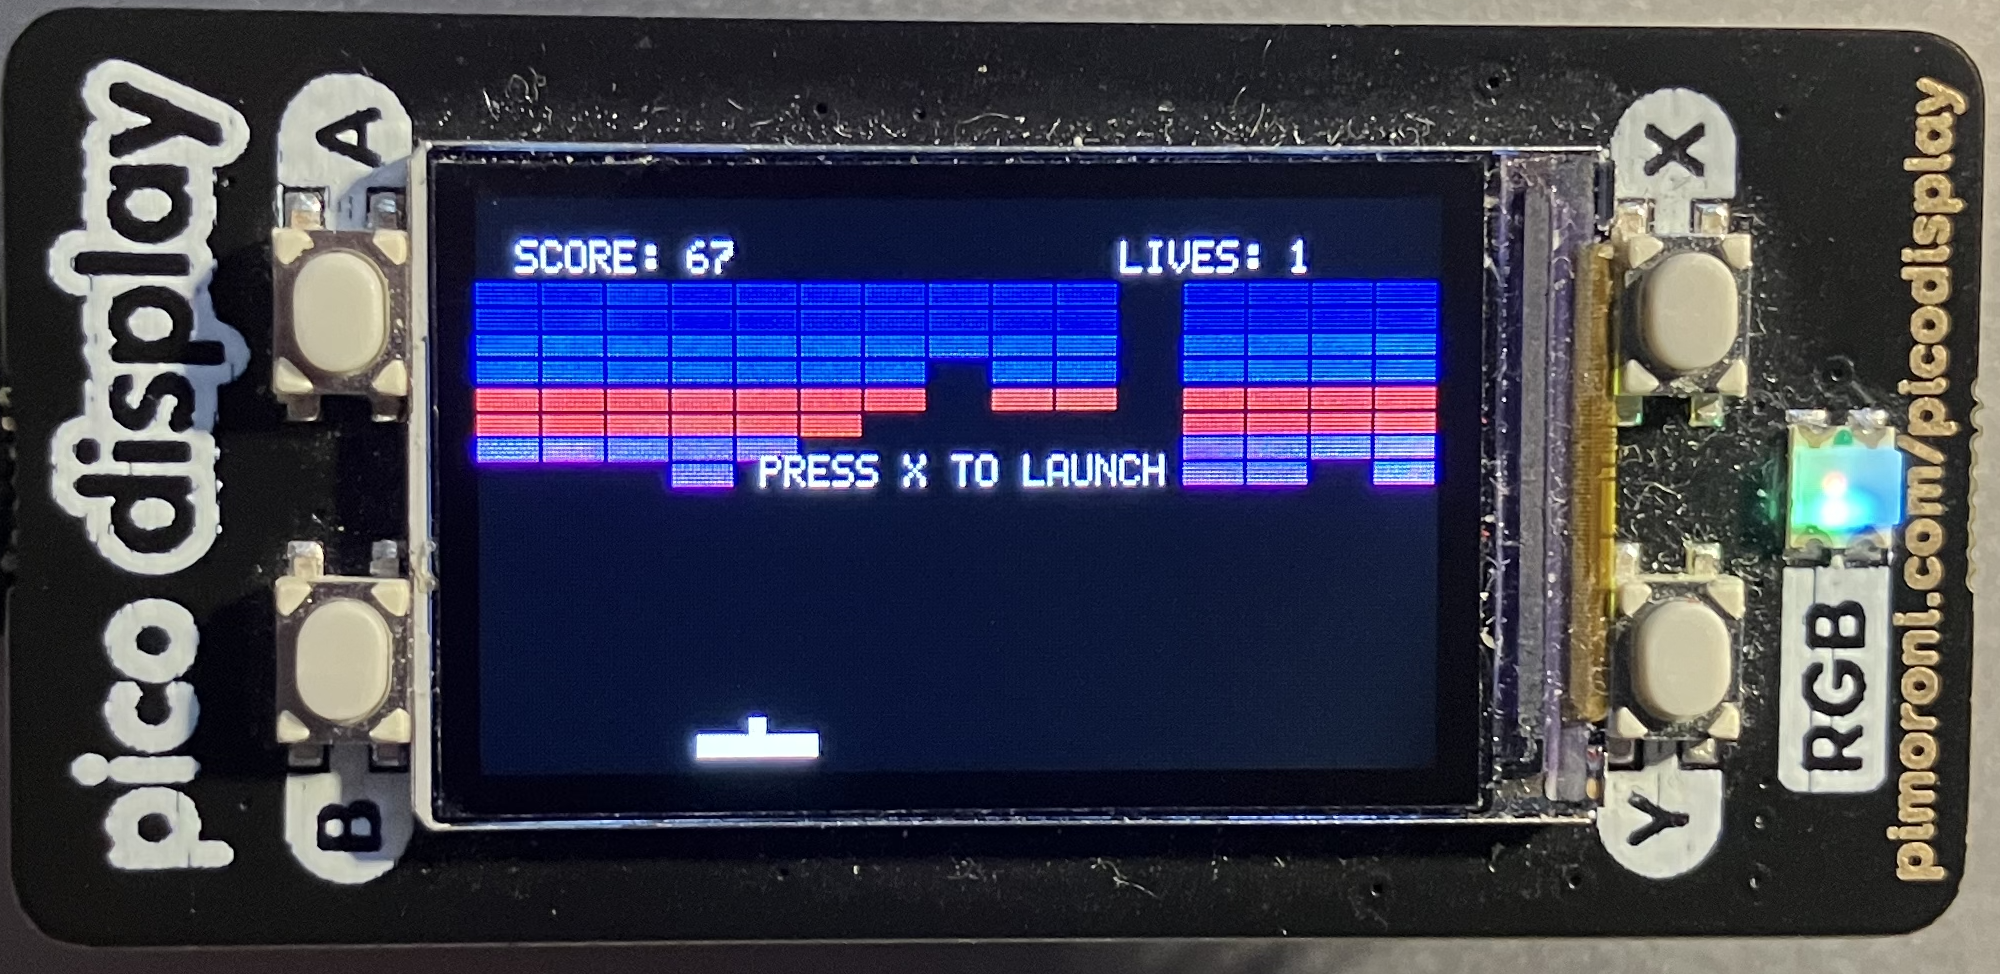 pico display
A
B
SCORE: 67
LIVES: 1
PRESS X TO LAUNCH
X
Y
RGB
pimoroni.com/picodisplay